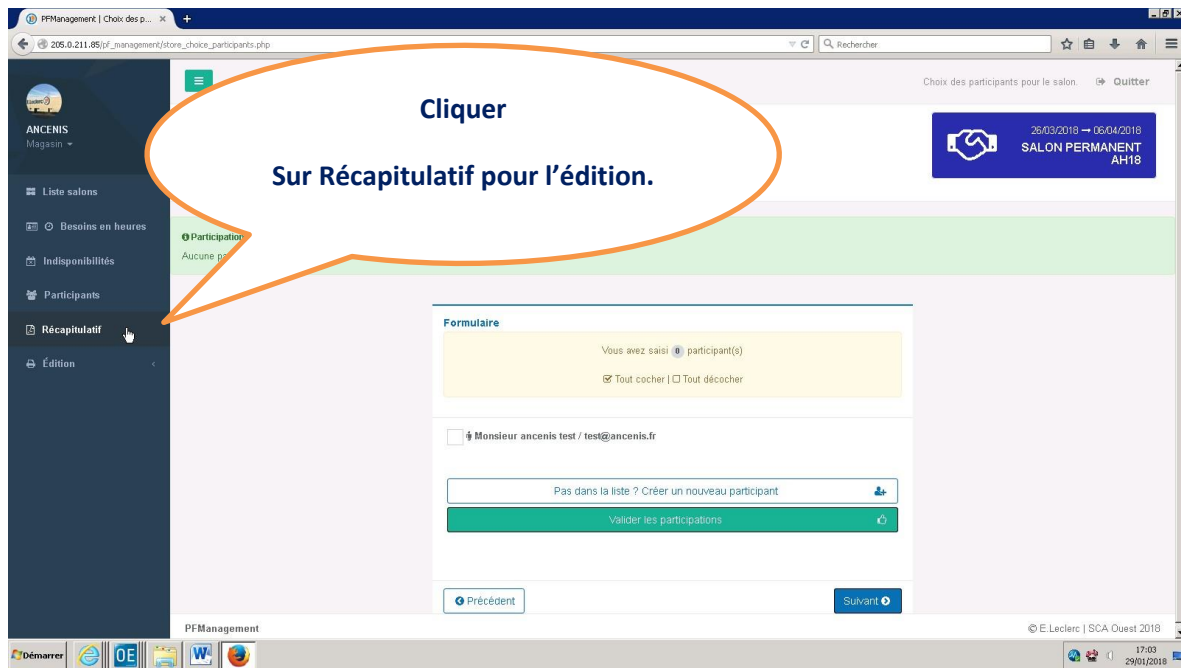 PFManagement | Choix des p... × +
205.0.211.85/pf_management/store_choice_participants.php
Rechercher
Choix des participants pour le salon. Quitter
ANCENIS
Magasin
Cliquer
Sur Récapitulatif pour l’édition.
26/03/2018 → 06/04/2018
SALON PERMANENT
AH18
Liste salons
Besoins en heures
Indisponibilités
Participants
Récapitulatif
Édition
Participation
Aucune
Formulaire
Vous avez saisi 0 participant(s)
Tout cocher | Tout décocher
Monsieur ancenis test / test@ancenis.fr
Pas dans la liste ? Créer un nouveau participant
Valider les participations
Précédent
Suivant
PFManagement
© E.Leclerc | SCA Ouest 2018
Démarrer
OE
W
17:03
29/01/2018